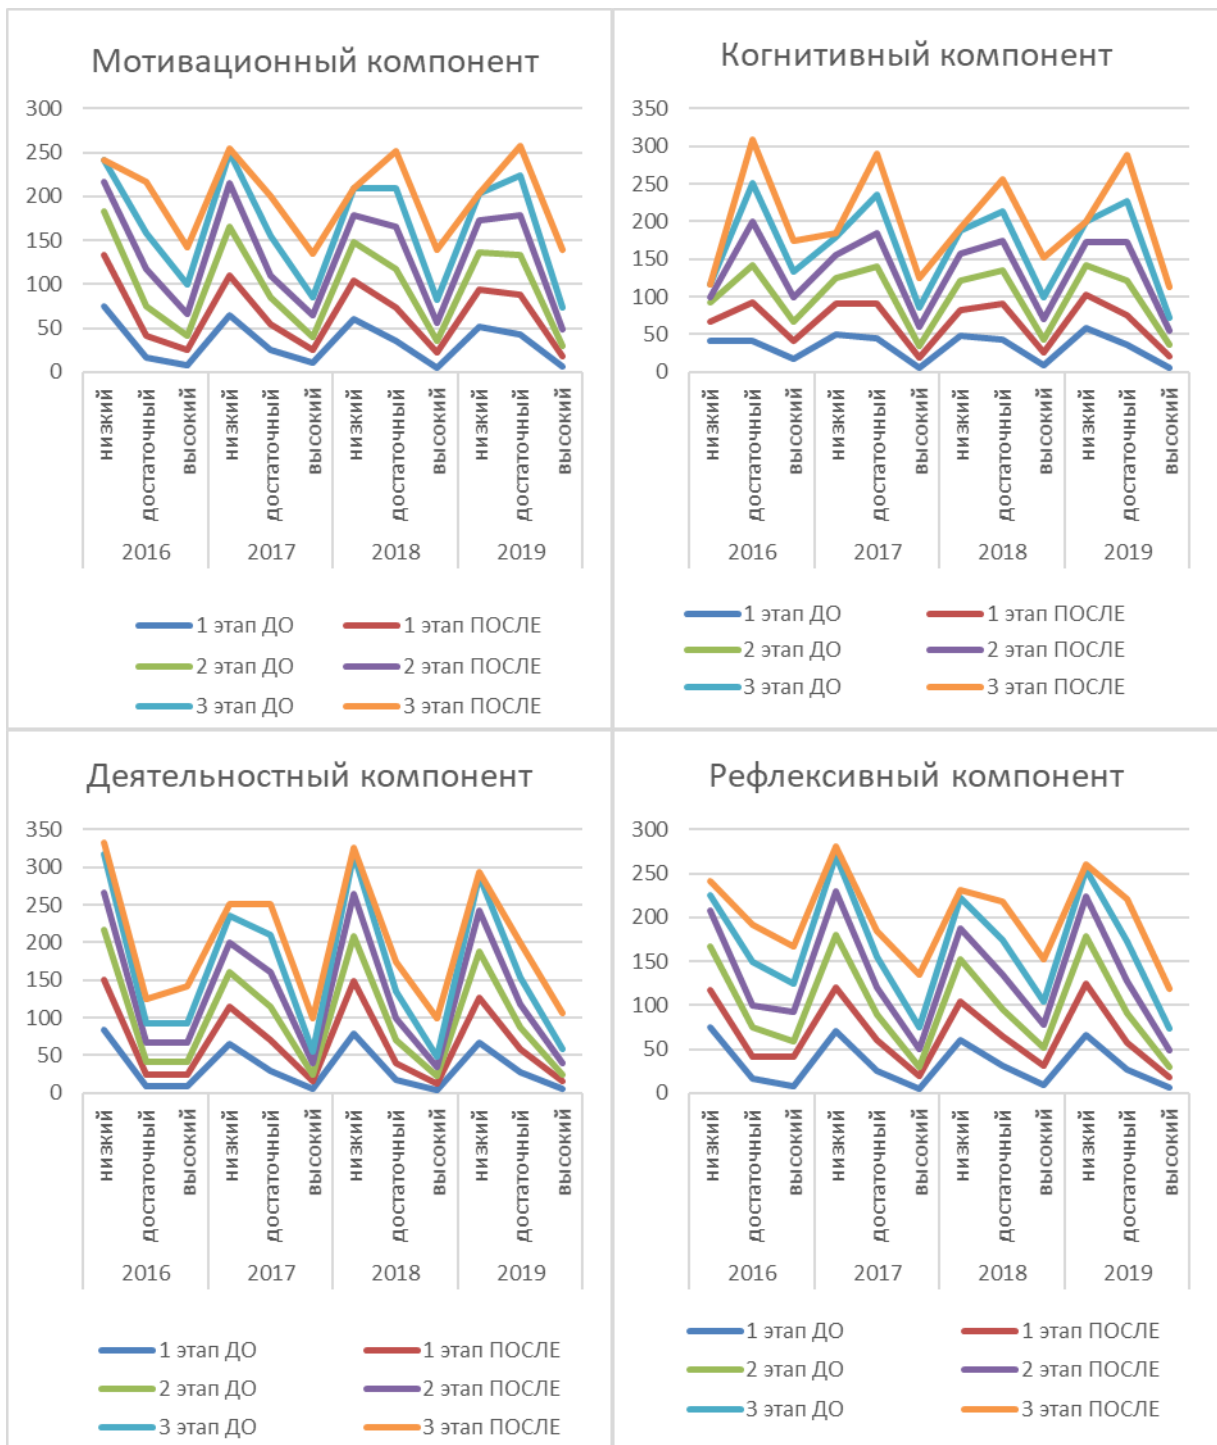 Мотивационный компонент
300
250
200
150
100
50
0
низкий
достаточный
высокий
низкий
достаточный
высокий
низкий
достаточный
высокий
низкий
достаточный
высокий
2016 2017 2018 2019
1 этап ДО 1 этап ПОСЛЕ
2 этап ДО 2 этап ПОСЛЕ
3 этап ДО 3 этап ПОСЛЕ
Когнитивный компонент
350
300
250
200
150
100
50
0
низкий
достаточный
высокий
низкий
достаточный
высокий
низкий
достаточный
высокий
низкий
достаточный
высокий
2016 2017 2018 2019
1 этап ДО 1 этап ПОСЛЕ
2 этап ДО 2 этап ПОСЛЕ
3 этап ДО 3 этап ПОСЛЕ
Деятельностный компонент
350
300
250
200
150
100
50
0
низкий
достаточный
высокий
низкий
достаточный
высокий
низкий
достаточный
высокий
низкий
достаточный
высокий
2016 2017 2018 2019
1 этап ДО 1 этап ПОСЛЕ
2 этап ДО 2 этап ПОСЛЕ
3 этап ДО 3 этап ПОСЛЕ
Рефлексивный компонент
300
250
200
150
100
50
0
низкий
достаточный
высокий
низкий
достаточный
высокий
низкий
достаточный
высокий
низкий
достаточный
высокий
2016 2017 2018 2019
1 этап ДО 1 этап ПОСЛЕ
2 этап ДО 2 этап ПОСЛЕ
3 этап ДО 3 этап ПОСЛЕ